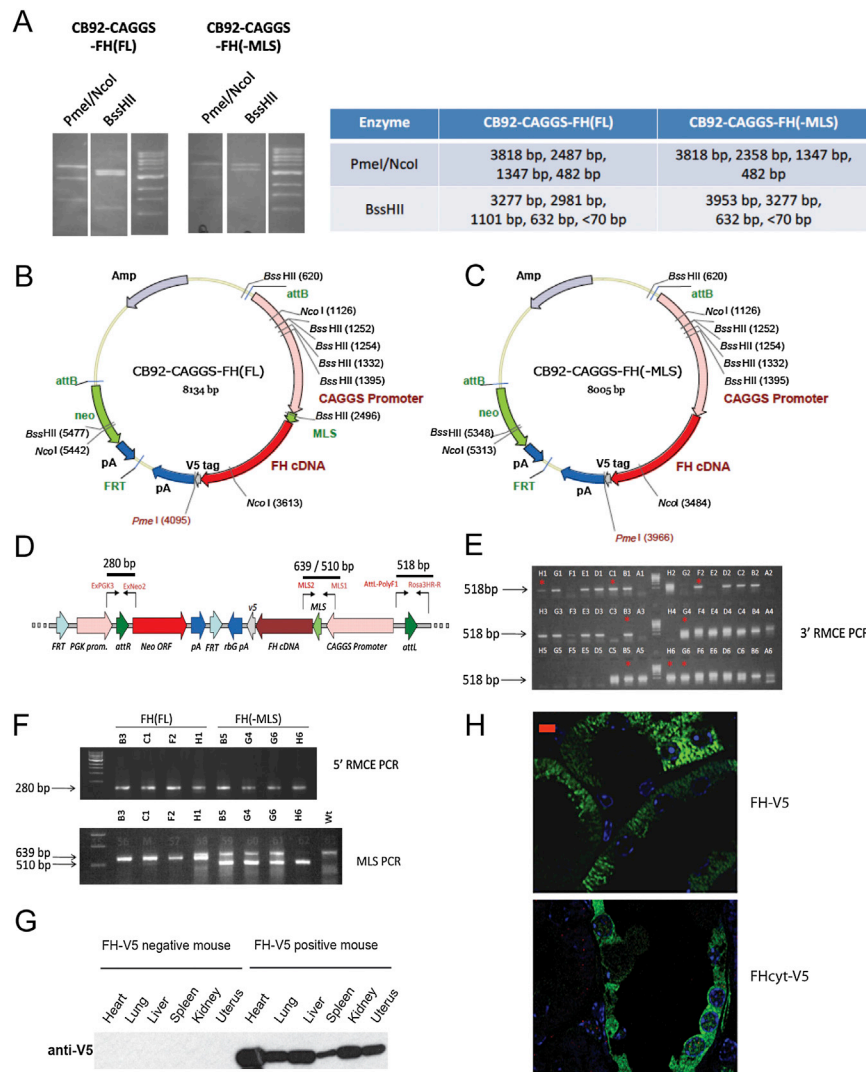 A
CB92-CAGGS
-FH(FL)
CB92-CAGGS
-FH(-MLS)
PmeI/NcoI
BssHII
PmeI/NcoI
BssHII
Enzyme CB92-CAGGS-FH(FL) CB92-CAGGS-FH(-MLS)
PmeI/NcoI 3818 bp, 2487 bp, 1347 bp, 482 bp 3818 bp, 2358 bp, 1347 bp, 482 bp
BssHII 3277 bp, 2981 bp, 1101 bp, 632 bp, <70 bp 3953 bp, 3277 bp, 632 bp, <70 bp
B
Amp
BssHII (620)
attB
NcoI (1126)
BssHII (1252)
BssHII (1254)
BssHII (1332)
BssHII (1395)
CB92-CAGGS-FH(FL)
8134 bp
CAGGS Promoter
BssHII (2496)
MLS
attB
neo
BssHII (5477)
NcoI (5442)
pA
FRT
V5 tag
pA
FH cDNA
NcoI (3613)
PmeI (4095)
C
Amp
BssHII (620)
attB
NcoI (1126)
BssHII (1252)
BssHII (1254)
BssHII (1332)
BssHII (1395)
CB92-CAGGS-FH(-MLS)
8005 bp
CAGGS Promoter
attB
neo
BssHII (5348)
NcoI (5313)
pA
FRT
V5 tag
pA
FH cDNA
NcoI (3484)
PmeI (3966)
D
280 bp
639 / 510 bp
518 bp
ExPGK3 ExNeo2
MLS2 MLS1
AttL-PolyF1 Rosa3HR-R
v5 MLS
FRT PGK prom. attR Neo ORF pA FRT rbG pA FH cDNA CAGGS Promoter attL
E
H1 G1 F1 E1 D1 C1 B1 A1 H2 G2 F2 E2 D2 C2 B2 A2
518bp
H3 G3 F3 E3 D3 C3 B3 A3 H4 G4 F4 E4 D4 C4 B4 A4
518 bp
3' RMCE PCR
H5 G5 F5 E5 D5 C5 B5 A5 H6 G6 F6 E6 D6 C6 B6 A6
518 bp
F
FH(FL) FH(-MLS)
B3 C1 F2 H1 B5 G4 G6 H6
280 bp
5' RMCE PCR
B3 C1 F2 H1 B5 G4 G6 H6 Wt
639 bp
510 bp
MLS PCR
G
FH-V5 negative mouse FH-V5 positive mouse
Heart Lung Liver Spleen Kidney Uterus Heart Lung Liver Spleen Kidney Uterus
anti-V5
H
FH-V5
FHcyt-V5